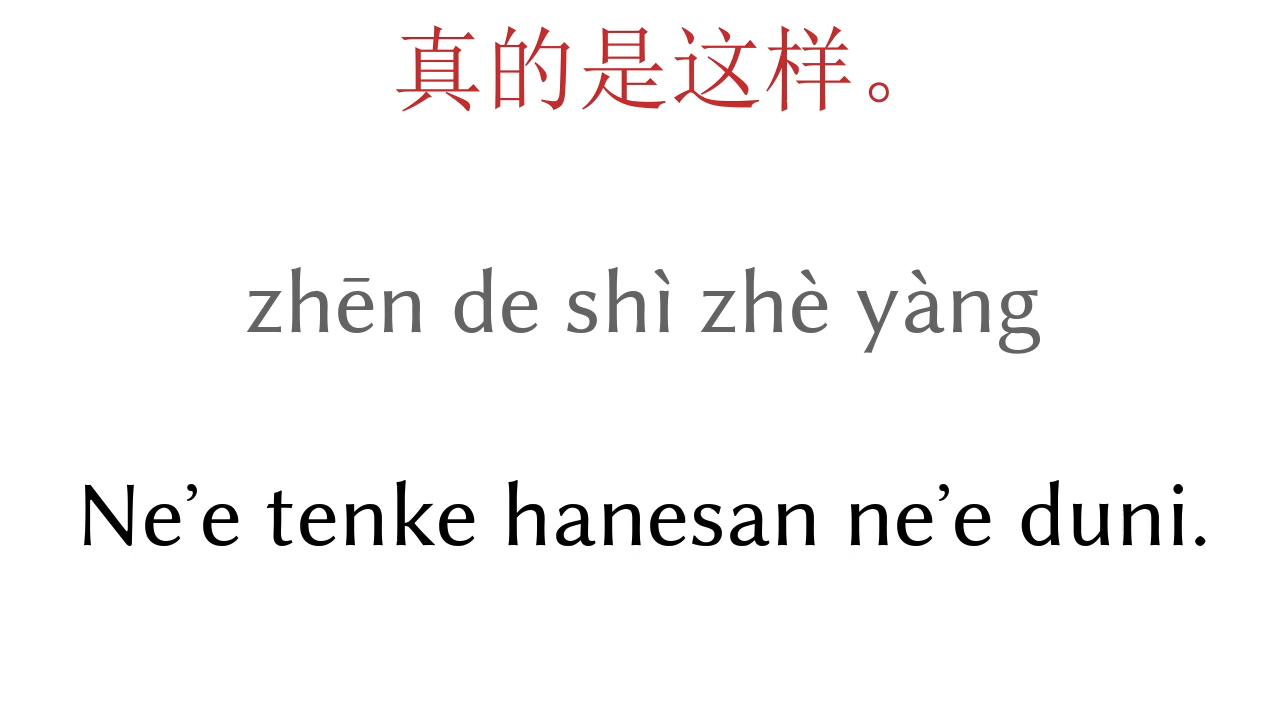 真的是这样。
zhēn de shì zhè yàng
Ne’e tenke hanesan ne’e duni.